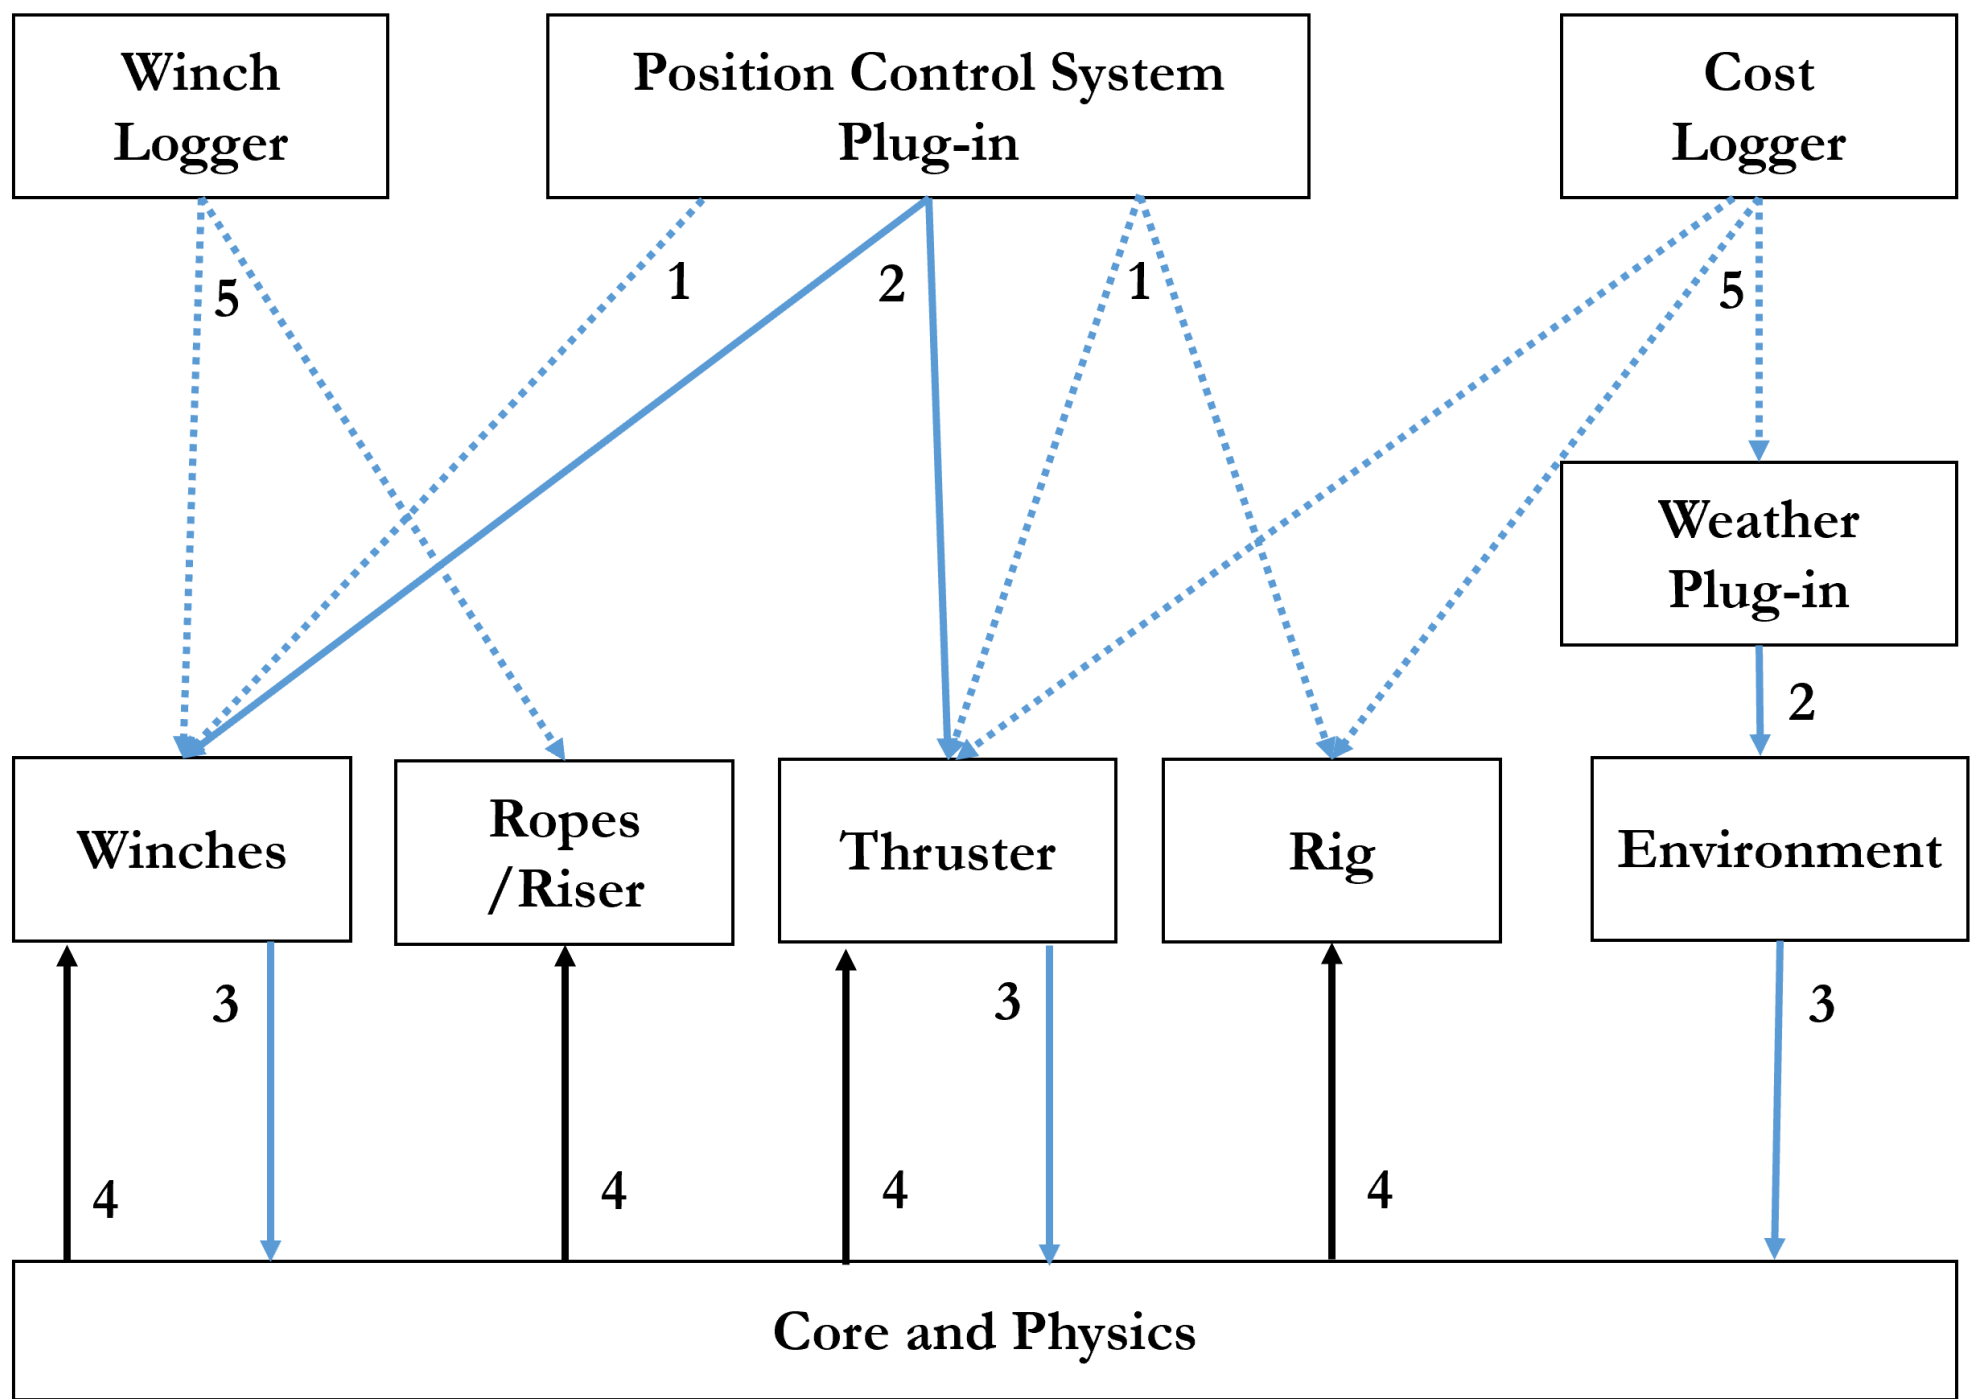 Winch
Logger
Position Control System
Plug-in
Cost
Logger
5
1
2
1
5
Weather
Plug-in
2
Winches
Ropes
/Riser
Thruster
Rig
Environment
3
3
3
4
4
4
4
Core and Physics